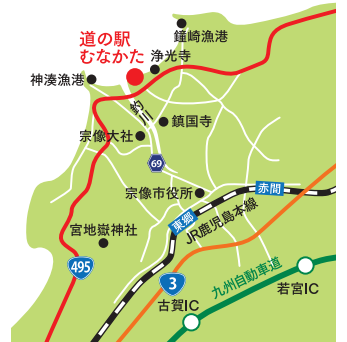 鐘崎漁港
道の駅
むなかた
浄光寺
神湊漁港
釣川
鎮国寺
宗像大社
69
宗像市役所
赤間
東郷
JR鹿児島本線
宮地嶽神社
495
3
九州自動車道
若宮IC
古賀IC